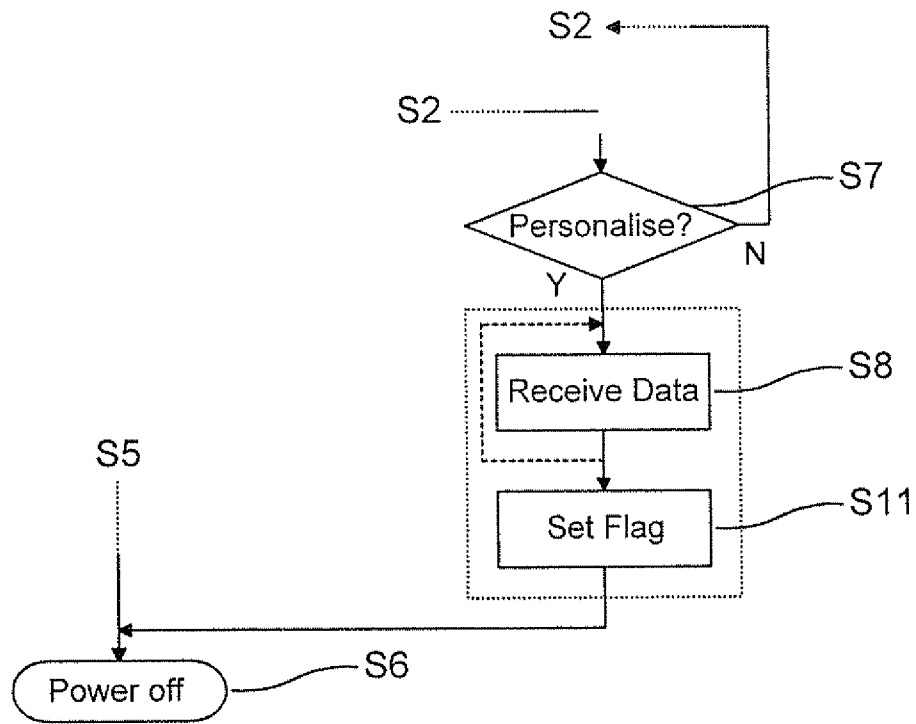 S2
S2
S7
Personalise?
N
Y
S8
Receive Data
S5
S11
Set Flag
S6
Power off